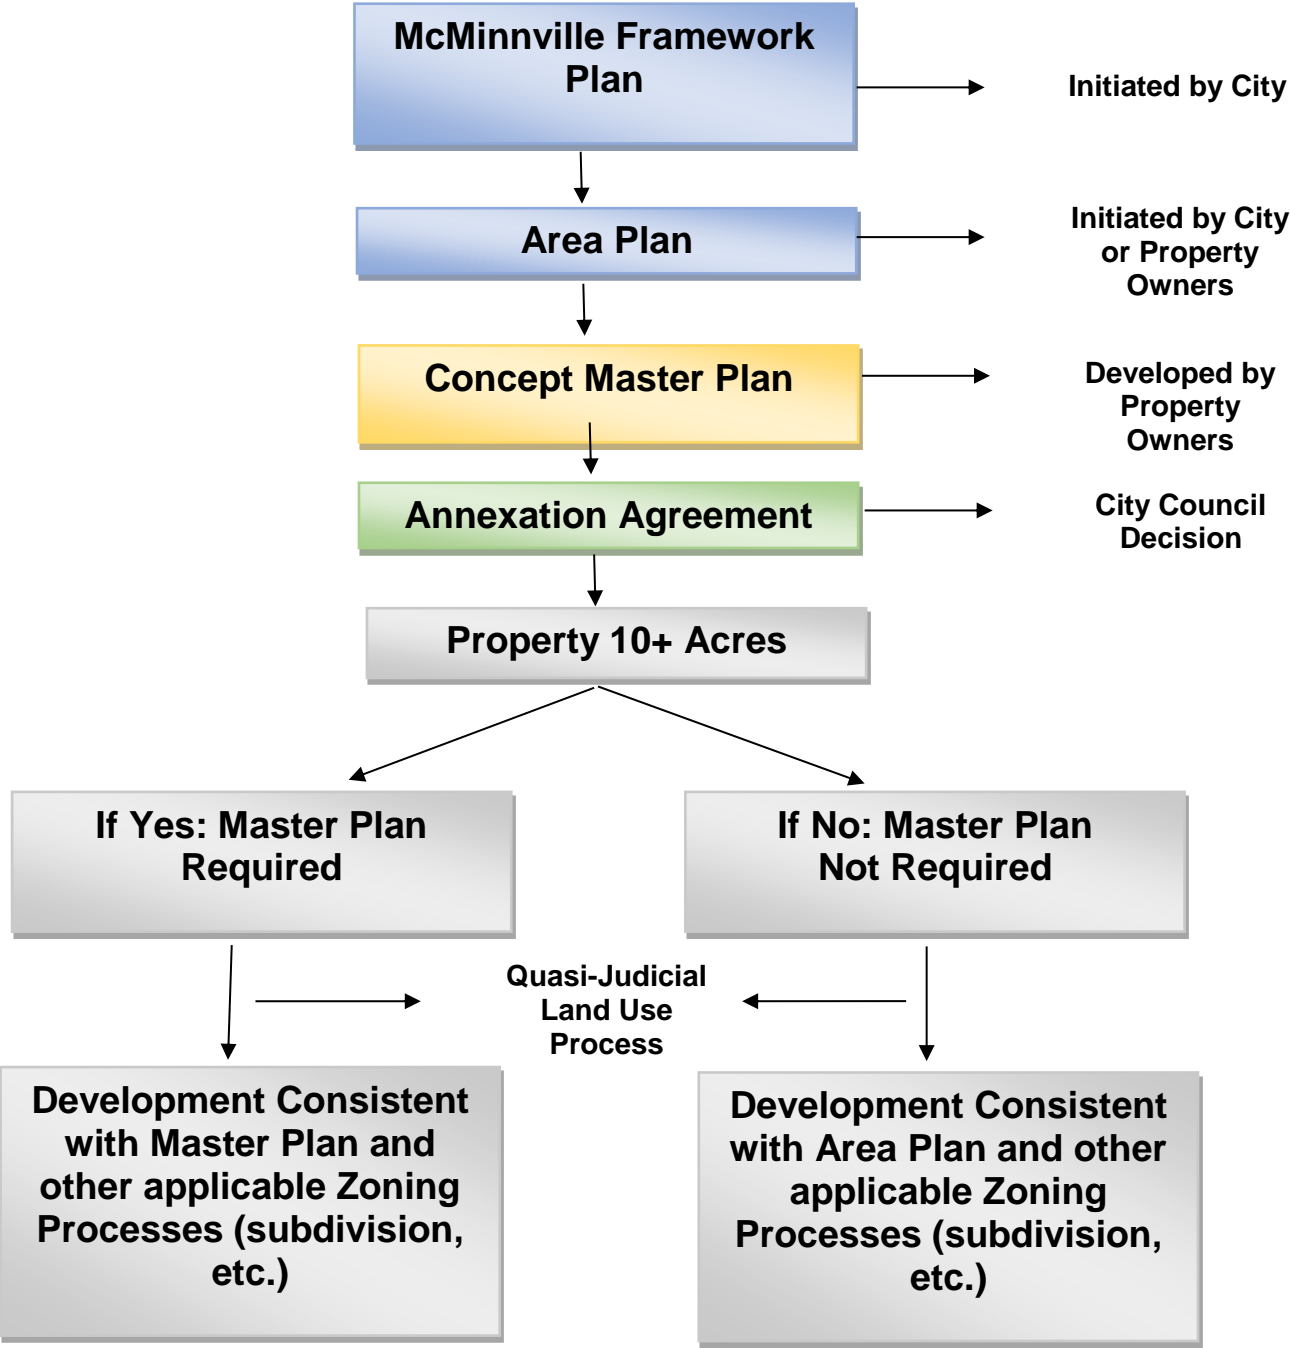 McMinnville Framework
Plan
Initiated by City
Area Plan
Initiated by City
or Property
Owners
Concept Master Plan
Developed by
Property
Owners
Annexation Agreement
City Council
Decision
Property 10+ Acres
If Yes: Master Plan
Required
If No: Master Plan
Not Required
Quasi-Judicial
Land Use
Process
Development Consistent
with Master Plan and
other applicable Zoning
Processes (subdivision,
etc.)
Development Consistent
with Area Plan and other
applicable Zoning
Processes (subdivision,
etc.)